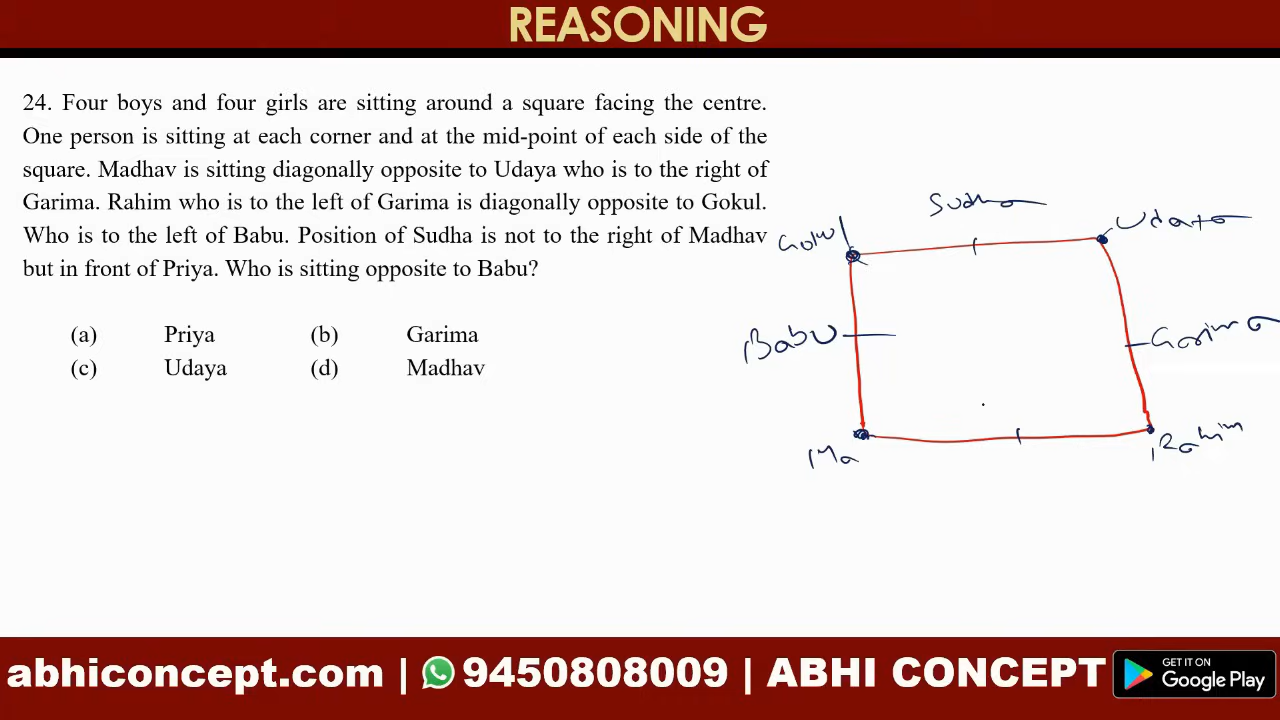 REASONING
24. Four boys and four girls are sitting around a square facing the centre.
One person is sitting at each corner and at the mid-point of each side of the
square. Madhav is sitting diagonally opposite to Udaya who is to the right of
Garima. Rahim who is to the left of Garima is diagonally opposite to Gokul.
Who is to the left of Babu. Position of Sudha is not to the right of Madhav
but in front of Priya. Who is sitting opposite to Babu?
(a) Priya (b) Garima
(c) Udaya (d) Madhav
Sudha
Gokul
Babu
Garima
Ma
Rahim
abhiconcept.com | 9450808009 | ABHI CONCEPT
GET IT ON
Google Play